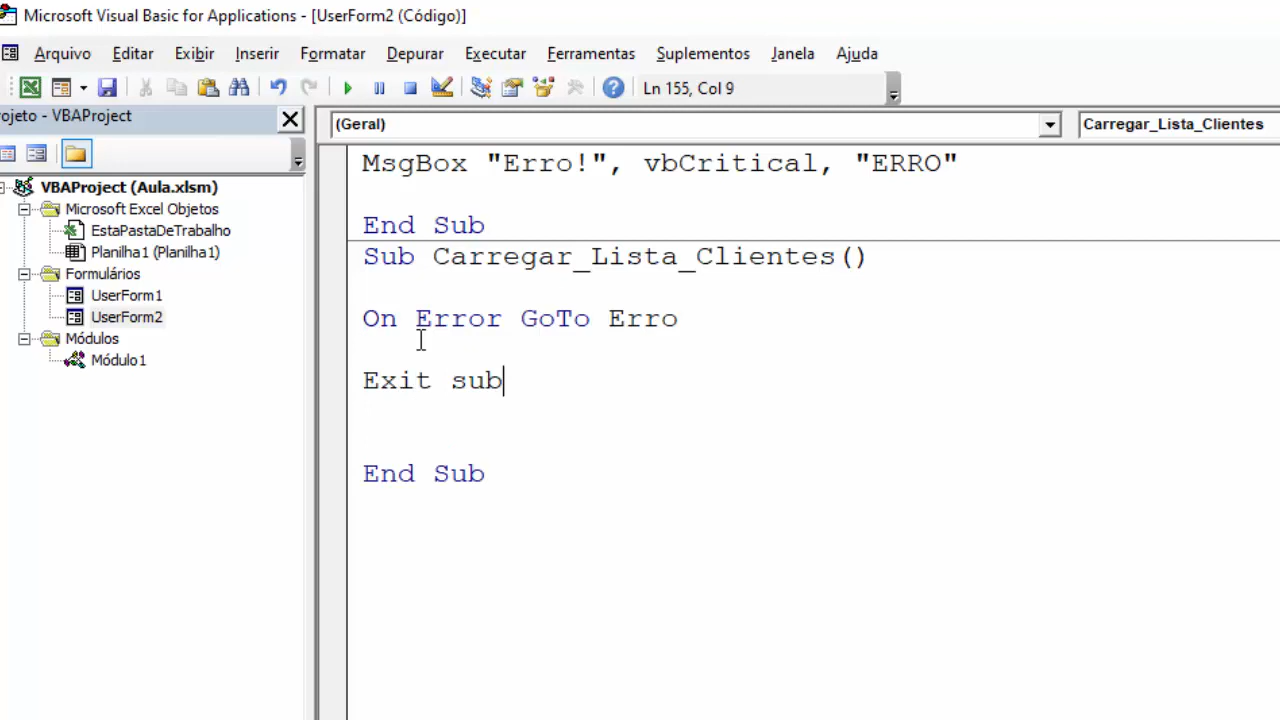 Microsoft Visual Basic for Applications - [UserForm2 (Código)]
Arquivo Editar Exibir Inserir Formatar Depurar Executar Ferramentas Suplementos Janela Ajuda
Ln 155, Col 9
rojeto - VBAProject
(Geral) Carregar_Lista_Clientes
VBAProject (Aula.xlsm)
Microsoft Excel Objetos
EstaPastaDeTrabalho
Planilha1 (Planilha1)
Formulários
UserForm1
UserForm2
Módulos
Módulo1
MsgBox "Erro!", vbCritical, "ERRO"
End Sub
Sub Carregar_Lista_Clientes()
On Error GoTo Erro
Exit sub
End Sub